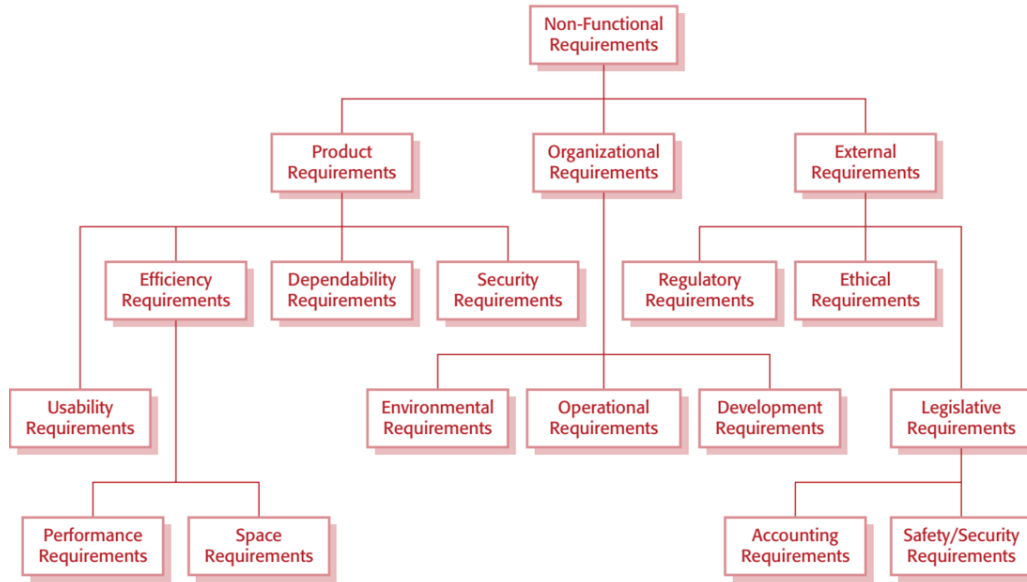 Non-Functional
Requirements
Product
Requirements
Organizational
Requirements
External
Requirements
Efficiency
Requirements
Dependability
Requirements
Security
Requirements
Regulatory
Requirements
Ethical
Requirements
Usability
Requirements
Environmental
Requirements
Operational
Requirements
Development
Requirements
Legislative
Requirements
Performance
Requirements
Space
Requirements
Accounting
Requirements
Safety/Security
Requirements